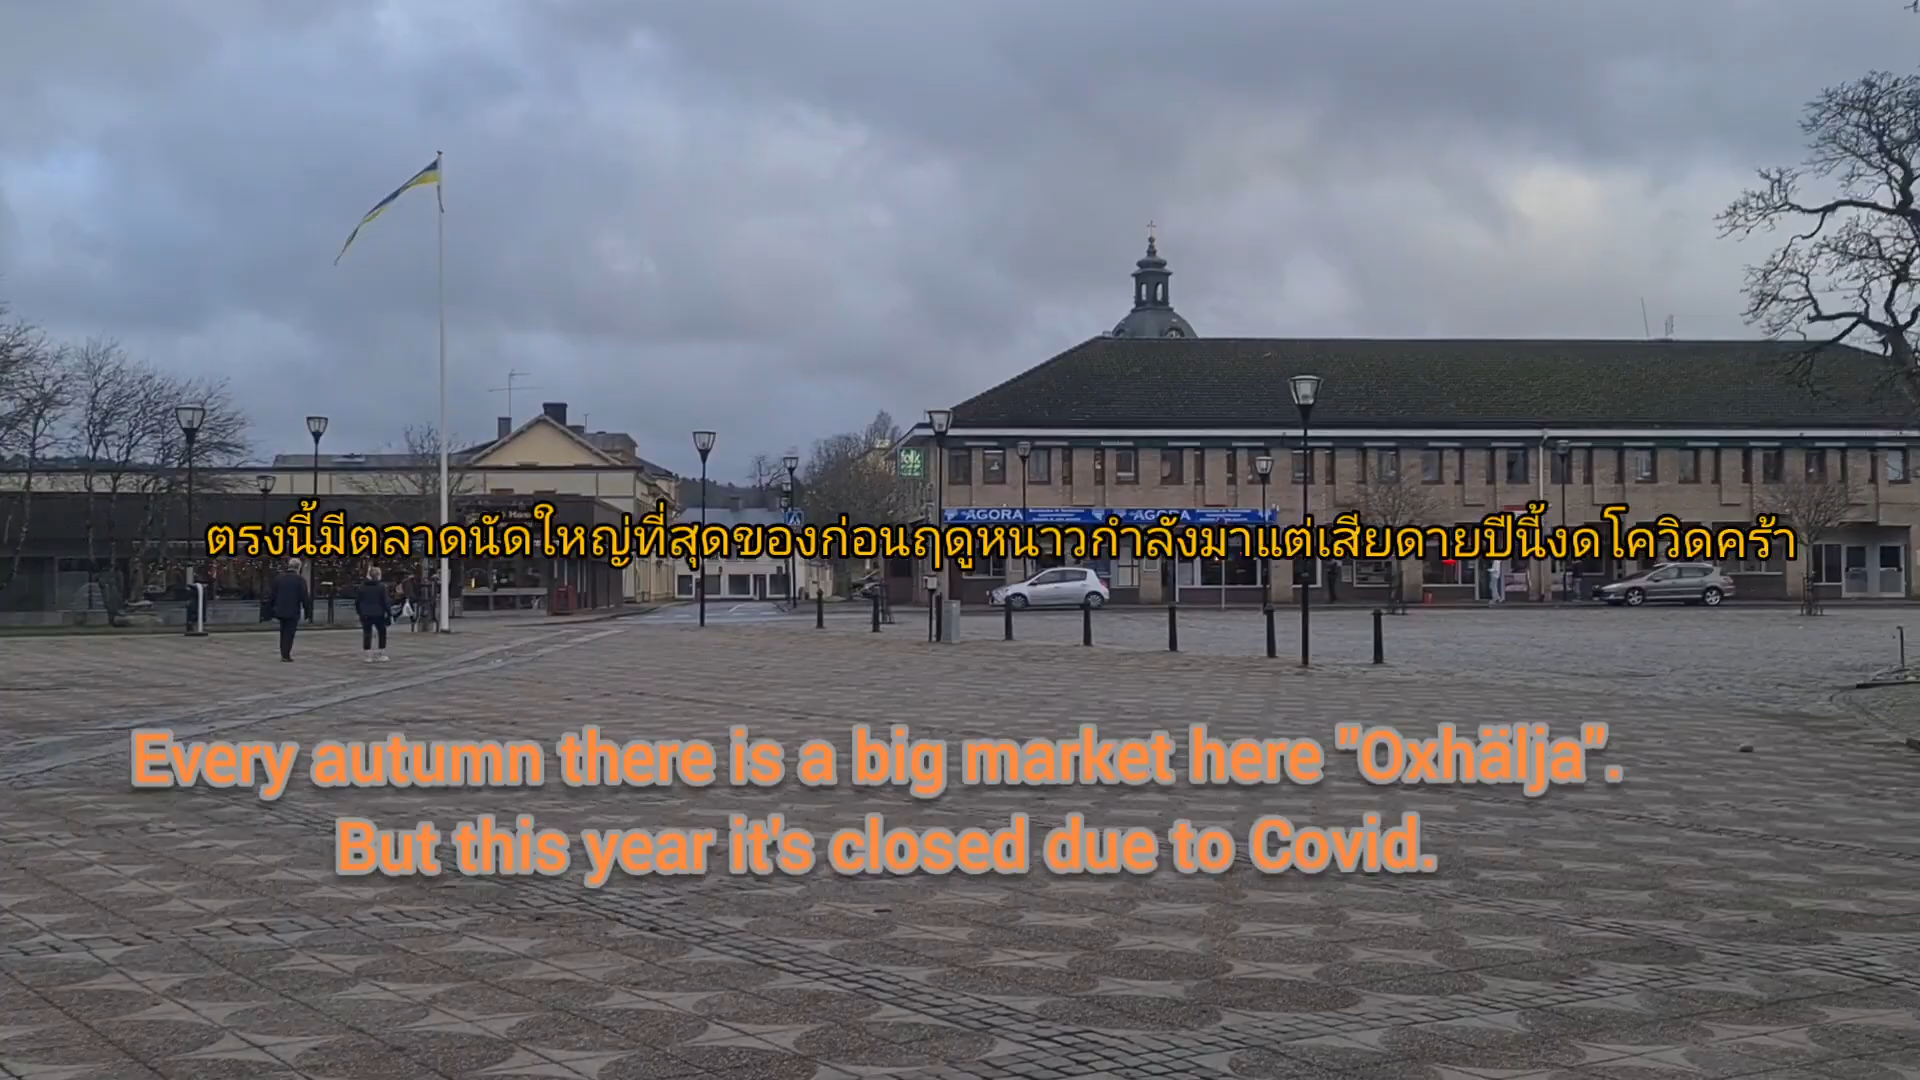 folk
AGORA
AGORA
ตรงนี้มีตลาดนัดใหญ่ที่สุดของก่อนฤดูหนาวกำลังมาแต่เสียดายปีนี้งดโควิดคร้า
Every autumn there is a big market here "Oxhälja".
But this year it's closed due to Covid.